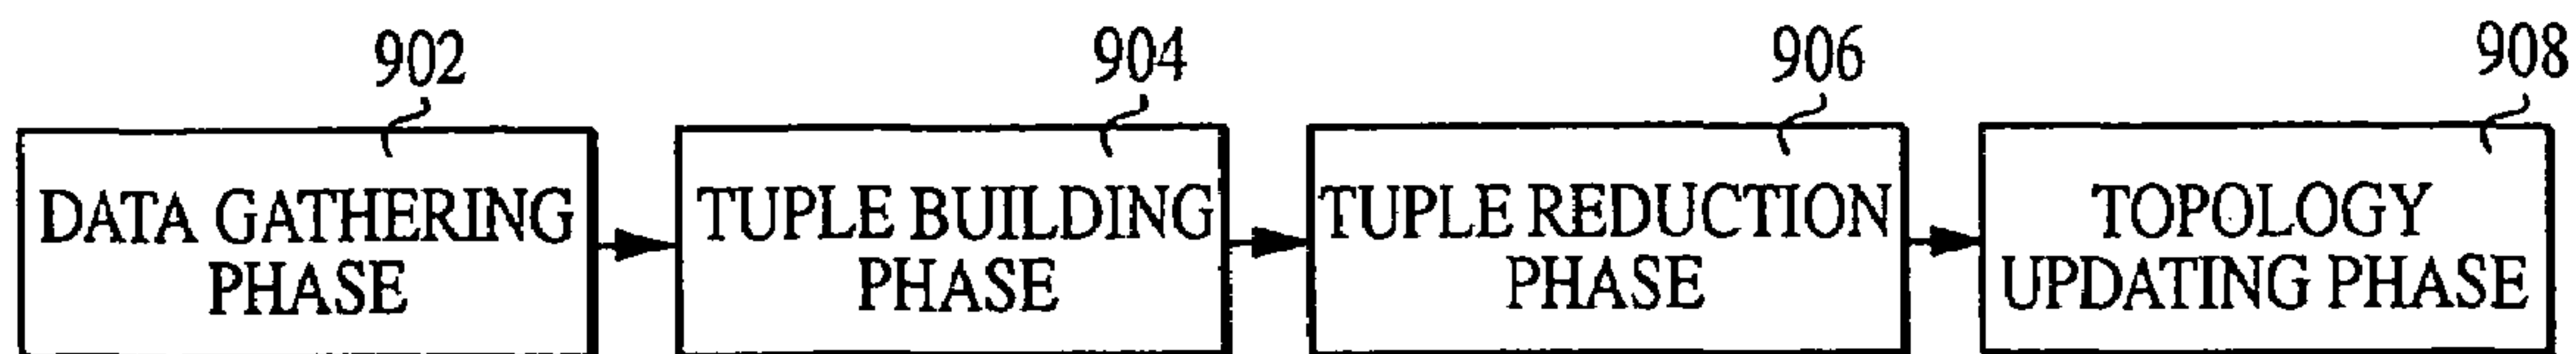 902
904
906
908
DATA GATHERING
PHASE
TUPLE BUILDING
PHASE
TUPLE REDUCTION
PHASE
TOPOLOGY
UPDATING PHASE